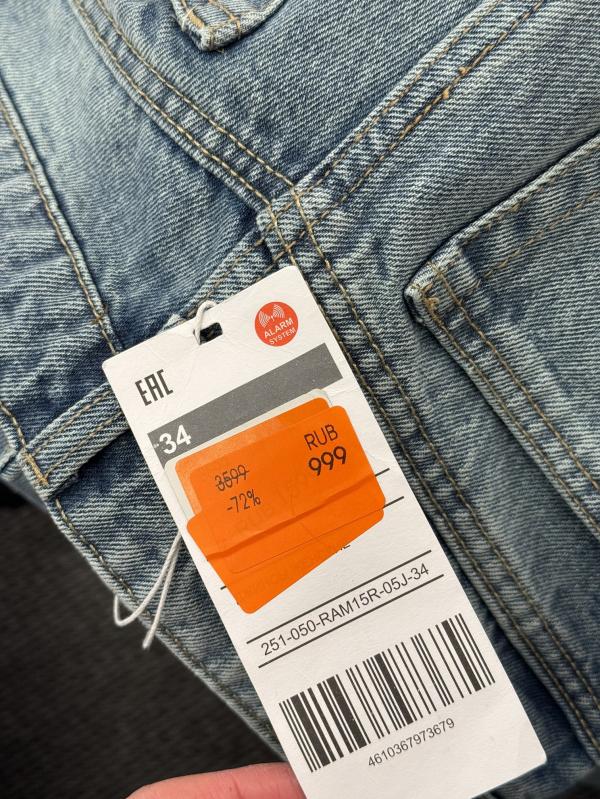 ALARM
SYSTEM
EAC
-34
3599
RUB
-72%
999
251-050-RAM15R-05J-34
4610367973679